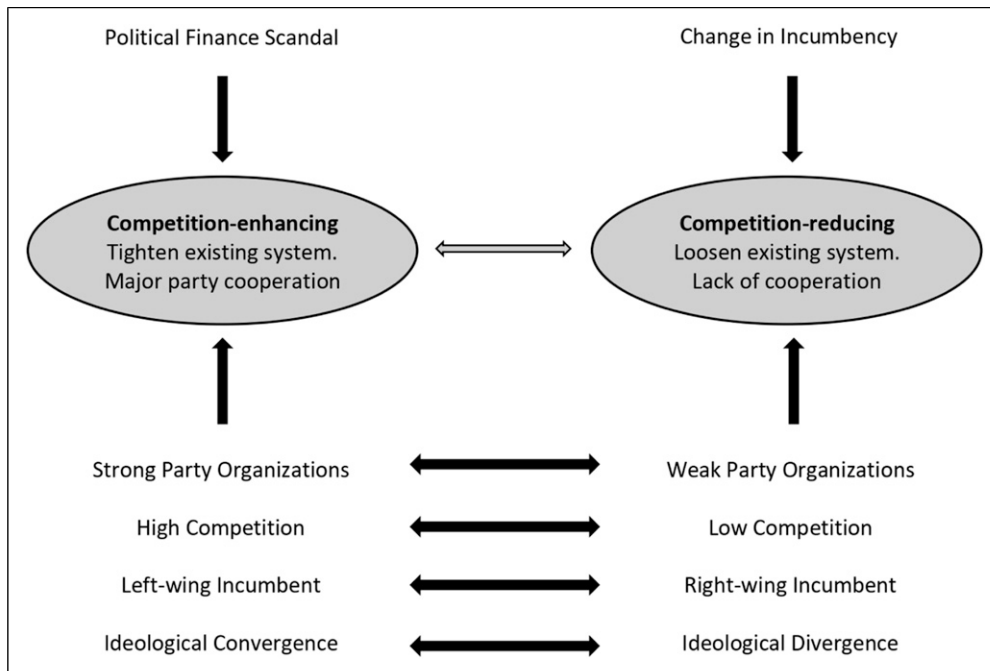 Political Finance Scandal
Change in Incumbency
Competition-enhancing
Tighten existing system.
Major party cooperation
Competition-reducing
Loosen existing system.
Lack of cooperation
Strong Party Organizations
Weak Party Organizations
High Competition
Low Competition
Left-wing Incumbent
Right-wing Incumbent
Ideological Convergence
Ideological Divergence